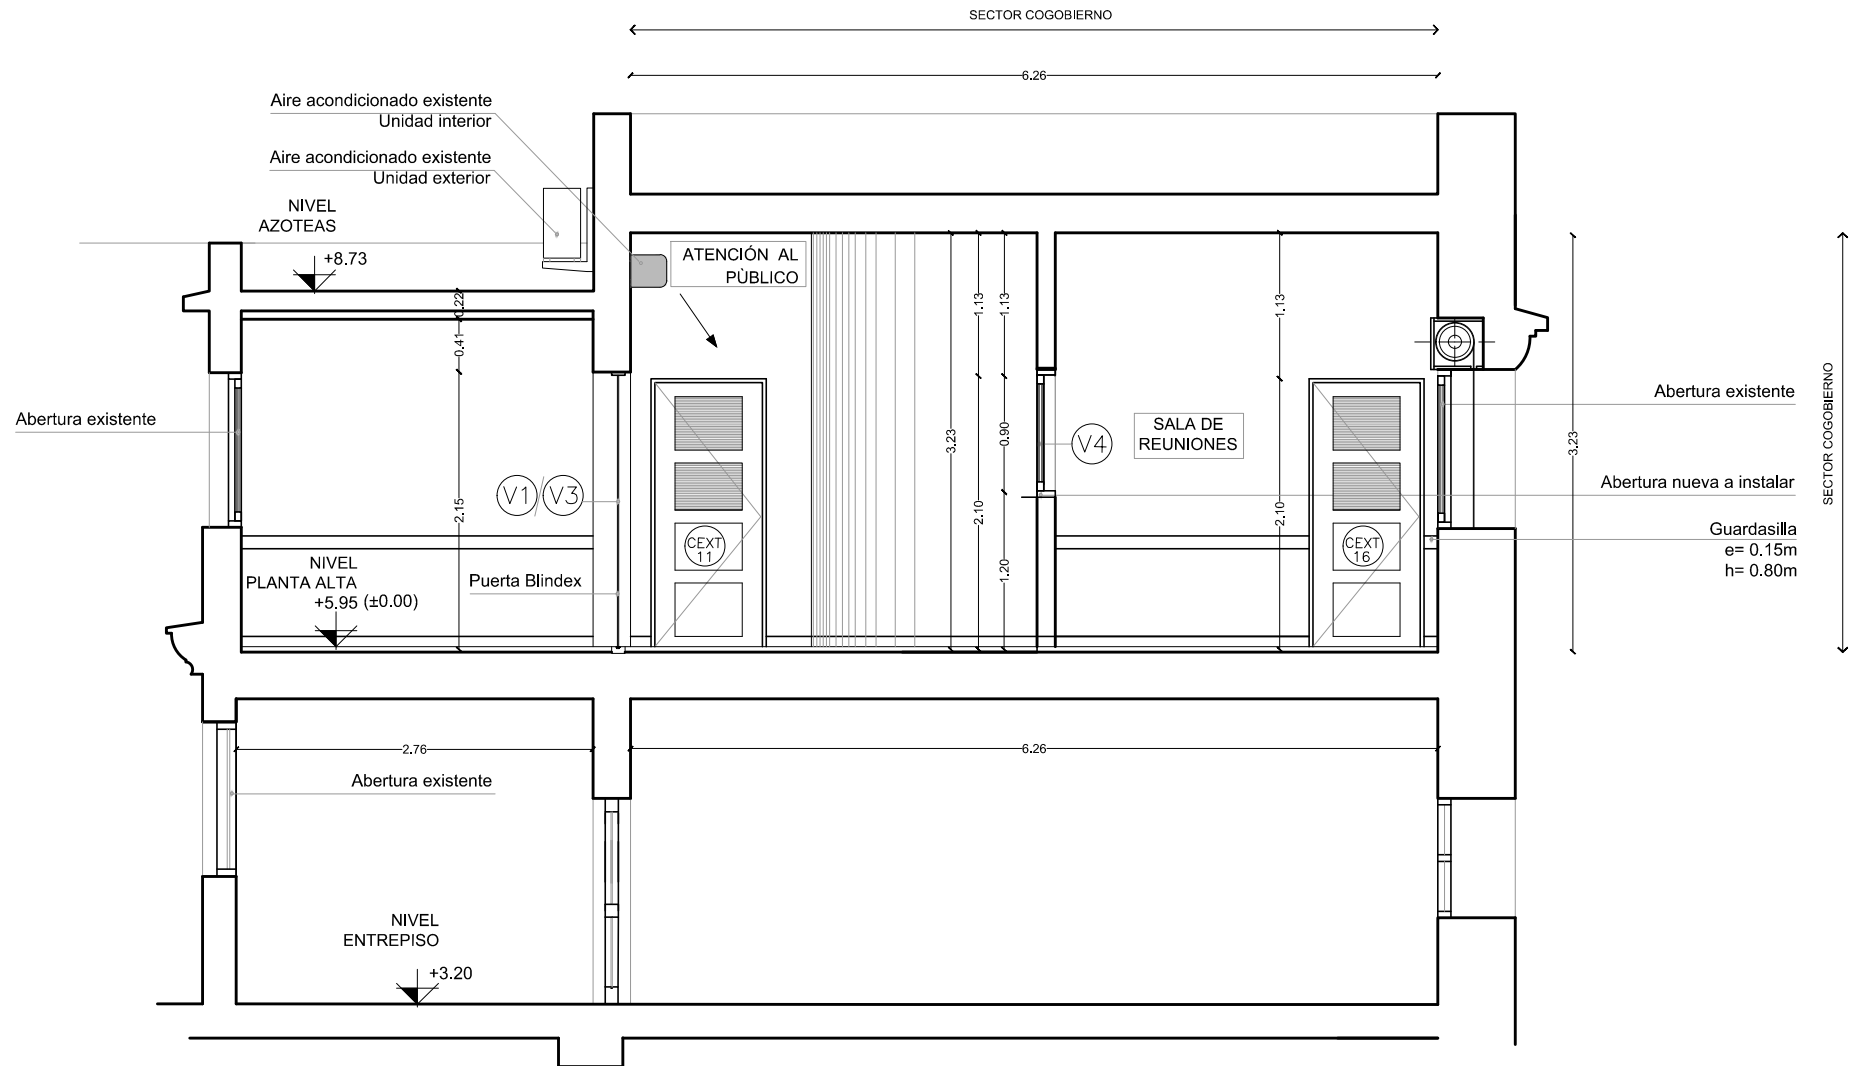 SECTOR COGOBIERNO
6.26
Aire acondicionado existente
Unidad interior
Aire acondicionado existente
Unidad exterior
NIVEL
AZOTEAS
+8.73
ATENCIÓN AL
PÙBLICO
0.22
0.41
2.15
1.13
1.13
1.13
3.23
0.90
2.10
1.20
2.10
3.23
SECTOR COGOBIERNO
Abertura existente
Abertura existente
SALA DE
REUNIONES
V4
V1/V3
Abertura nueva a instalar
Guardasilla
e= 0.15m
h= 0.80m
CEXT
11
CEXT
16
NIVEL
PLANTA ALTA
+5.95 (±0.00)
Puerta Blindex
2.76
6.26
Abertura existente
NIVEL
ENTREPISO
+3.20